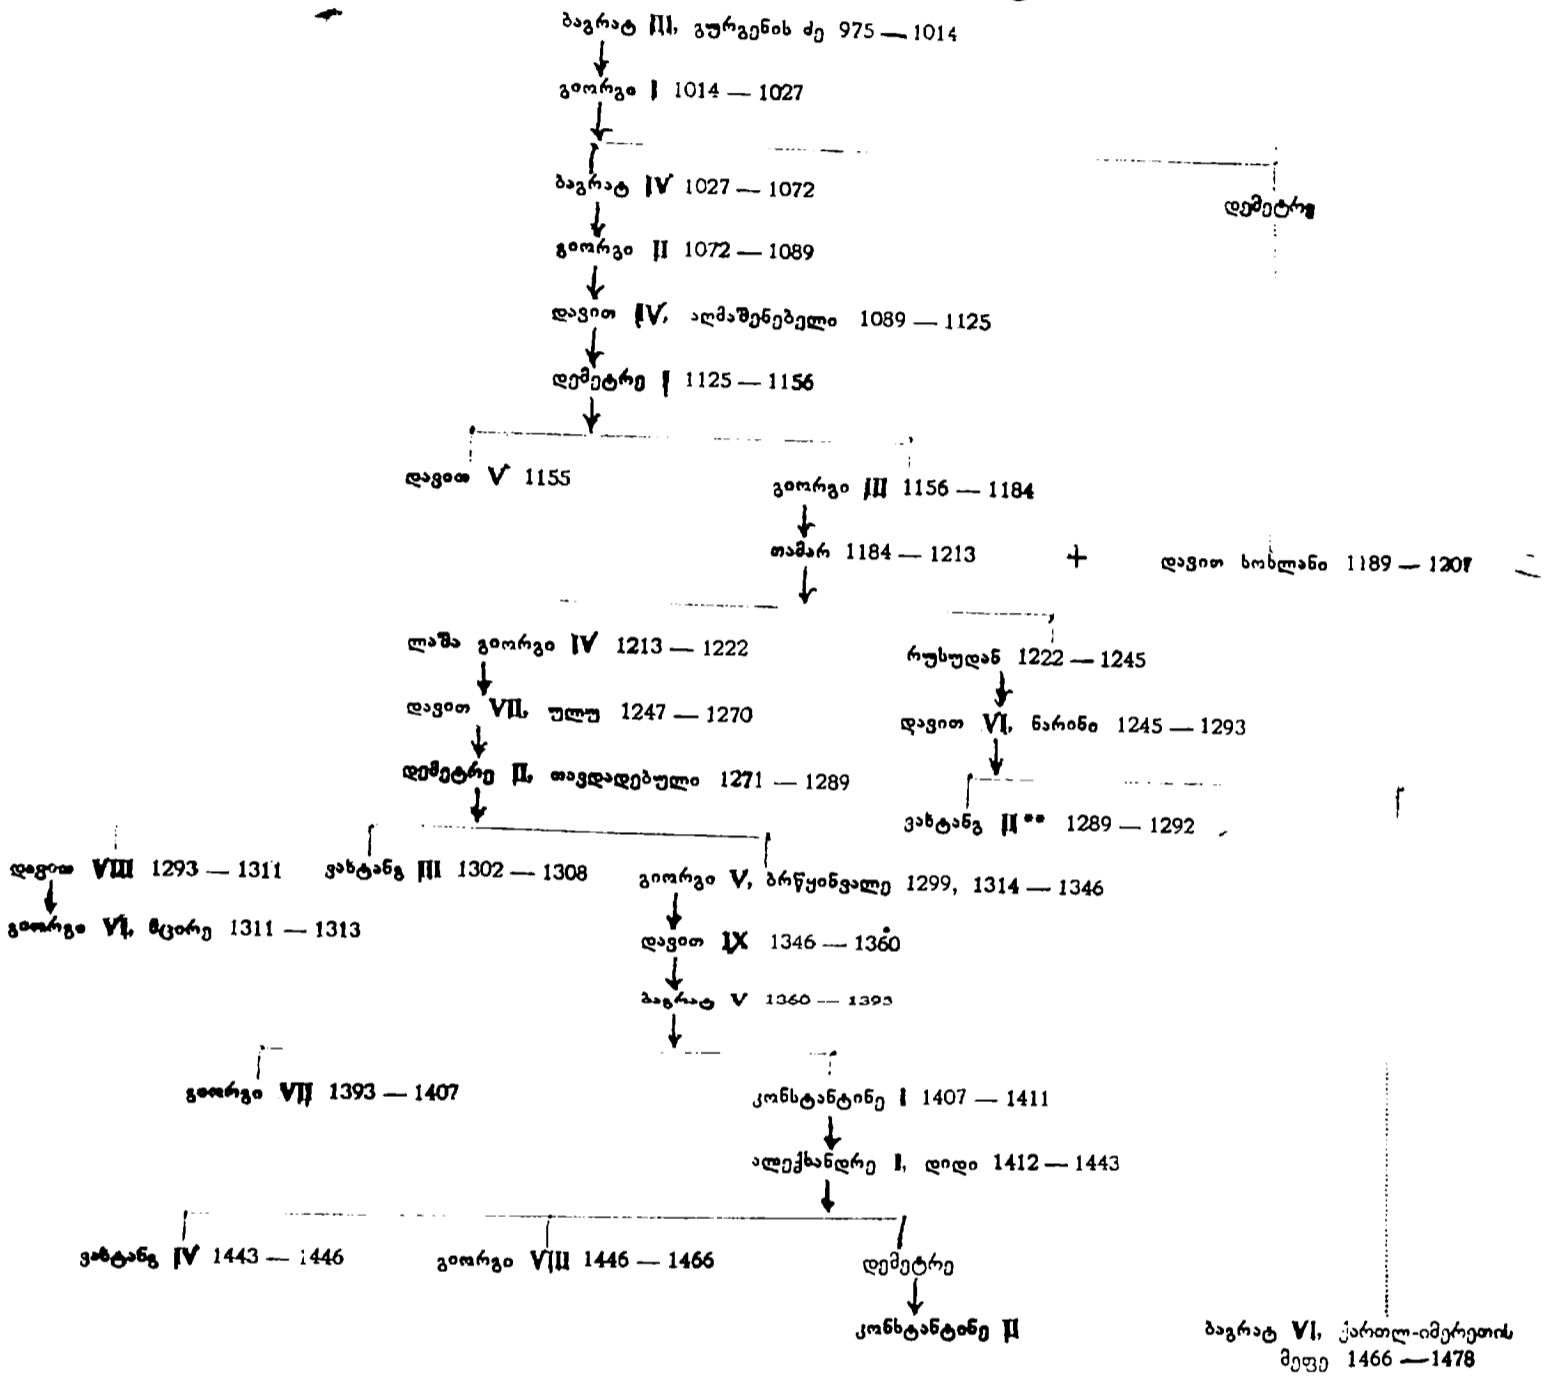 ბაგრატ III, გურგენის ძე 975 — 1014
გიორგი I 1014 — 1027
ბაგრატ IV 1027 — 1072
დემეტრე
გიორგი II 1072 — 1089
დავით IV, აღმაშენებელი 1089 — 1125
დემეტრე I 1125 — 1156
დავით V 1155
გიორგი III 1156 — 1184
თამარ 1184 — 1213 + დავით სოსლანი 1189 — 1207
ლაშა გიორგი IV 1213 — 1222
რუსუდან 1222 — 1245
დავით VII, ულუ 1247 — 1270
დავით VI, ნარინი 1245 — 1293
დემეტრე II, თავდადებული 1271 — 1289
ვახტანგ II** 1289 — 1292
დავით VIII 1293 — 1311
ვახტანგ III 1302 — 1308
გიორგი V, ბრწყინვალე 1299, 1314 — 1346
გიორგი VI, მცირე 1311 — 1313
დავით IX 1346 — 1360
ბაგრატ V 1360 — 1393
გიორგი VII 1393 — 1407
კონსტანტინე I 1407 — 1411
ალექსანდრე I, დიდი 1412 — 1443
ვახტანგ IV 1443 — 1446
გიორგი VIII 1446 — 1466
დემეტრე
კონსტანტინე II
ბაგრატ VI, ქართლ-იმერეთის
მეფე 1466 — 1478